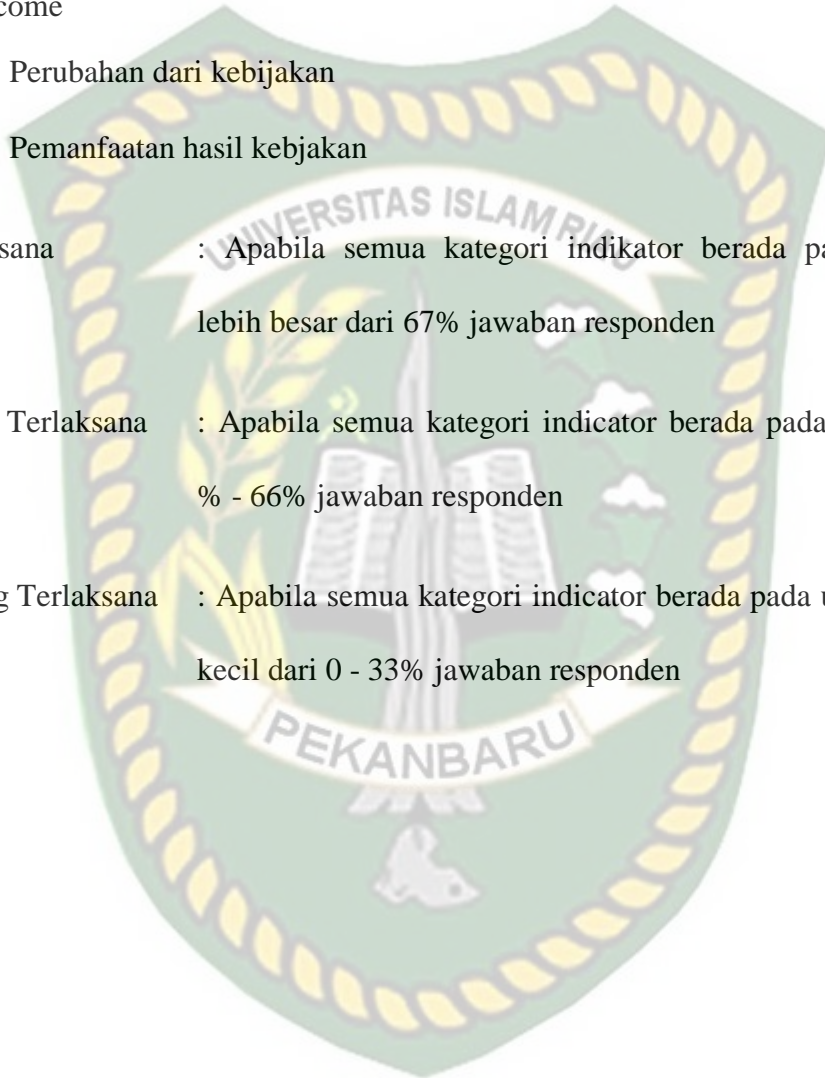 come
Perubahan dari kebijakan
Pemanfaatan hasil kebjakan
UNIVERSITAS ISLAM RIAU
sana : Apabila semua kategori indikator berada pa
lebih besar dari 67% jawaban responden
Terlaksana : Apabila semua kategori indicator berada pada
% - 66% jawaban responden
g Terlaksana : Apabila semua kategori indicator berada pada u
kecil dari 0 - 33% jawaban responden
PEKANBARU